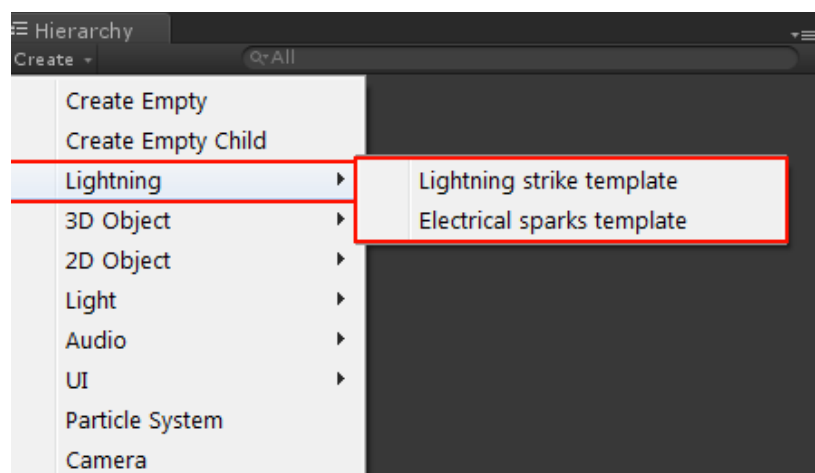 Hierarchy
Create
All
Create Empty
Create Empty Child
Lightning
Lightning strike template
3D Object
Electrical sparks template
2D Object
Light
Audio
UI
Particle System
Camera